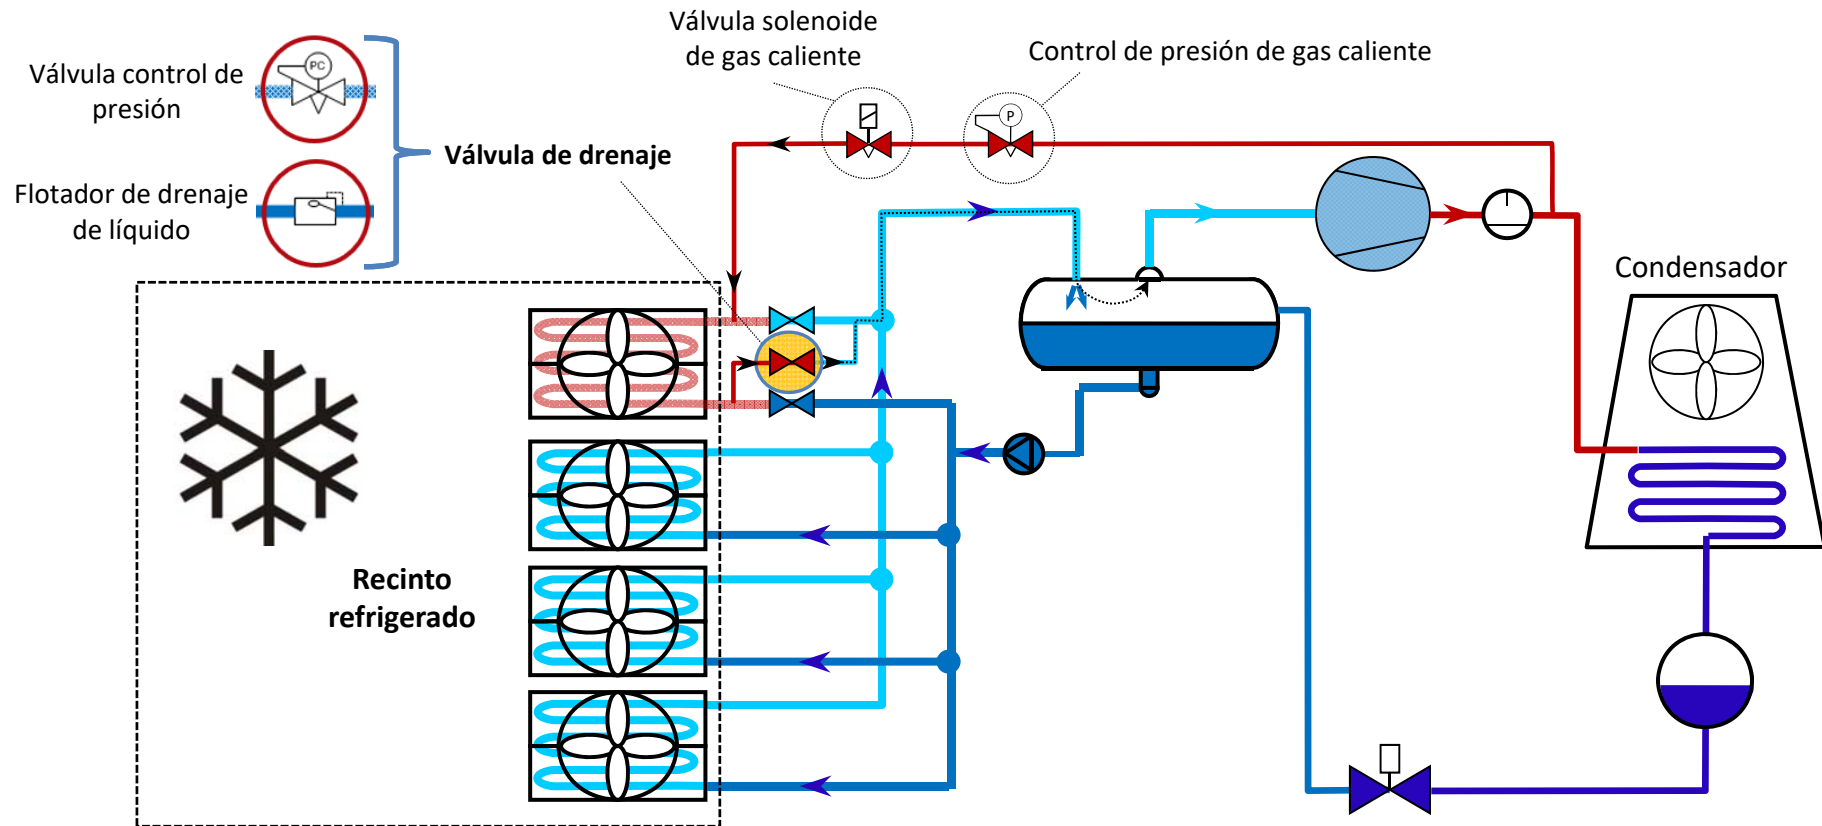 Válvula solenoide
de gas caliente
Control de presión de gas caliente
Válvula control de
presión
PC
P
Válvula de drenaje
Flotador de drenaje
de líquido
Condensador
Recinto
refrigerado